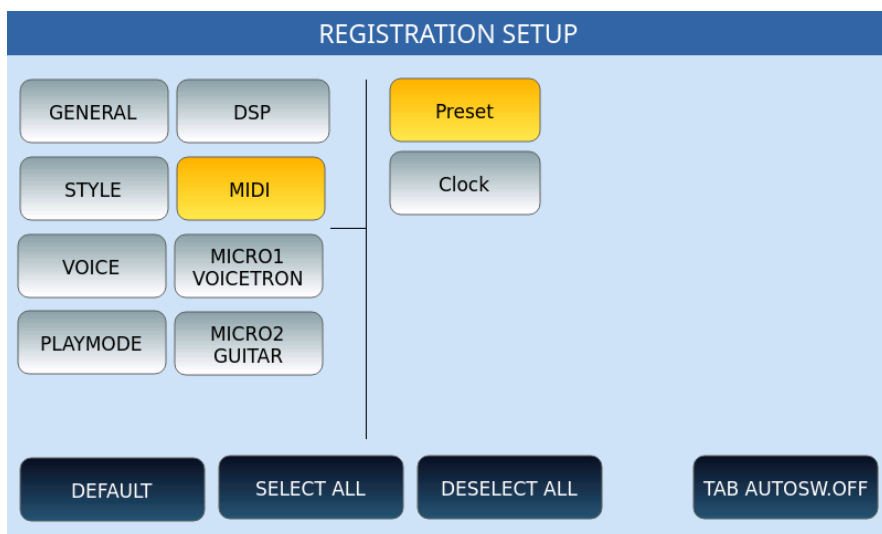 REGISTRATION SETUP
GENERAL
DSP
Preset
STYLE
MIDI
Clock
VOICE
MICRO1
VOICETRON
PLAYMODE
MICRO2
GUITAR
DEFAULT
SELECT ALL
DESELECT ALL
TAB AUTOSW.OFF